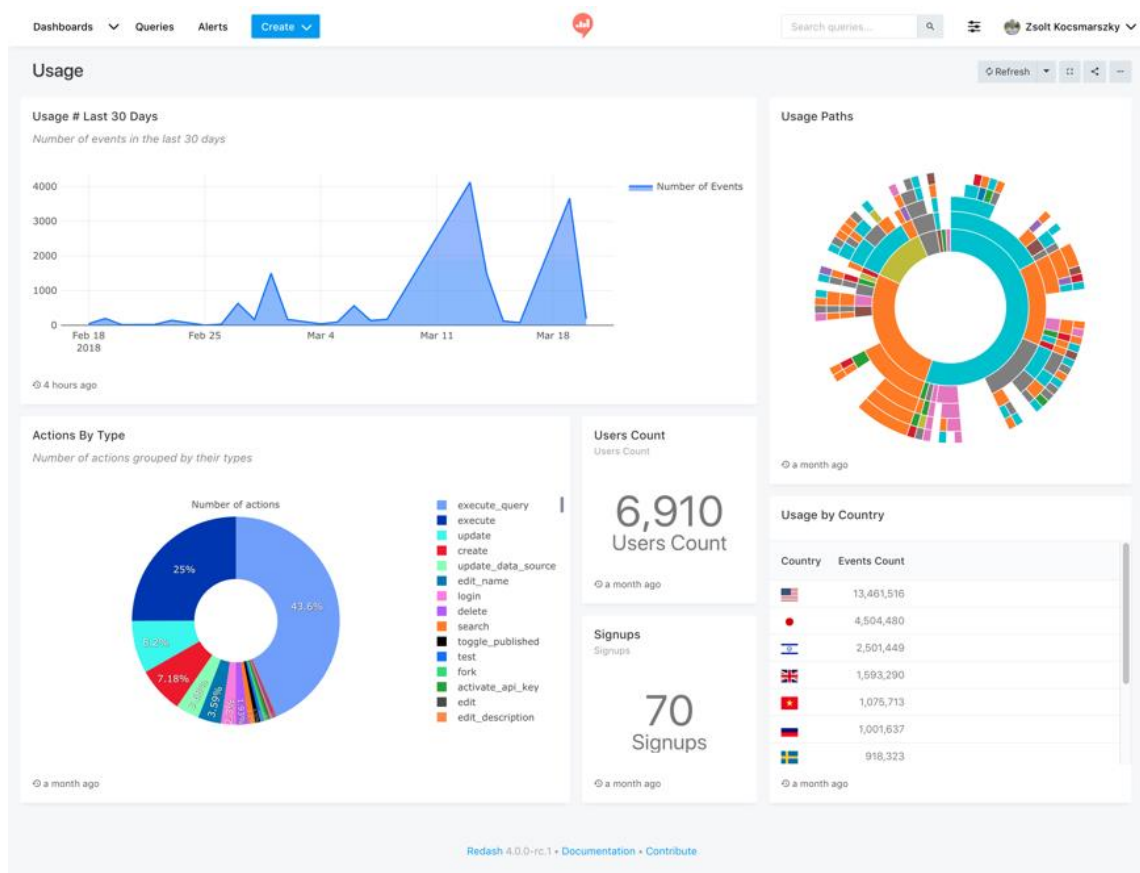 Dashboards Queries Alerts Create
Search queries...
Zsolt Kocsmarszky
Usage
Refresh
Usage # Last 30 Days
Number of events in the last 30 days
4000
3000
2000
1000
0
Feb 18
2018
Feb 25
Mar 4
Mar 11
Mar 18
Number of Events
4 hours ago
Usage Paths
a month ago
Actions By Type
Number of actions grouped by their types
Number of actions
43.6%
25%
7.18%
3.59%
execute_query
execute
update
create
update_data_source
edit_name
login
delete
search
toggle_published
test
fork
activate_api_key
edit
edit_description
a month ago
Users Count
Users Count
6,910
Users Count
a month ago
Signups
Signups
70
Signups
a month ago
Usage by Country
Country Events Count
13,461,516
4,504,480
2,501,449
1,593,290
1,075,713
1,001,637
918,323
a month ago
Redash 4.0.0-rc.1 • Documentation • Contribute